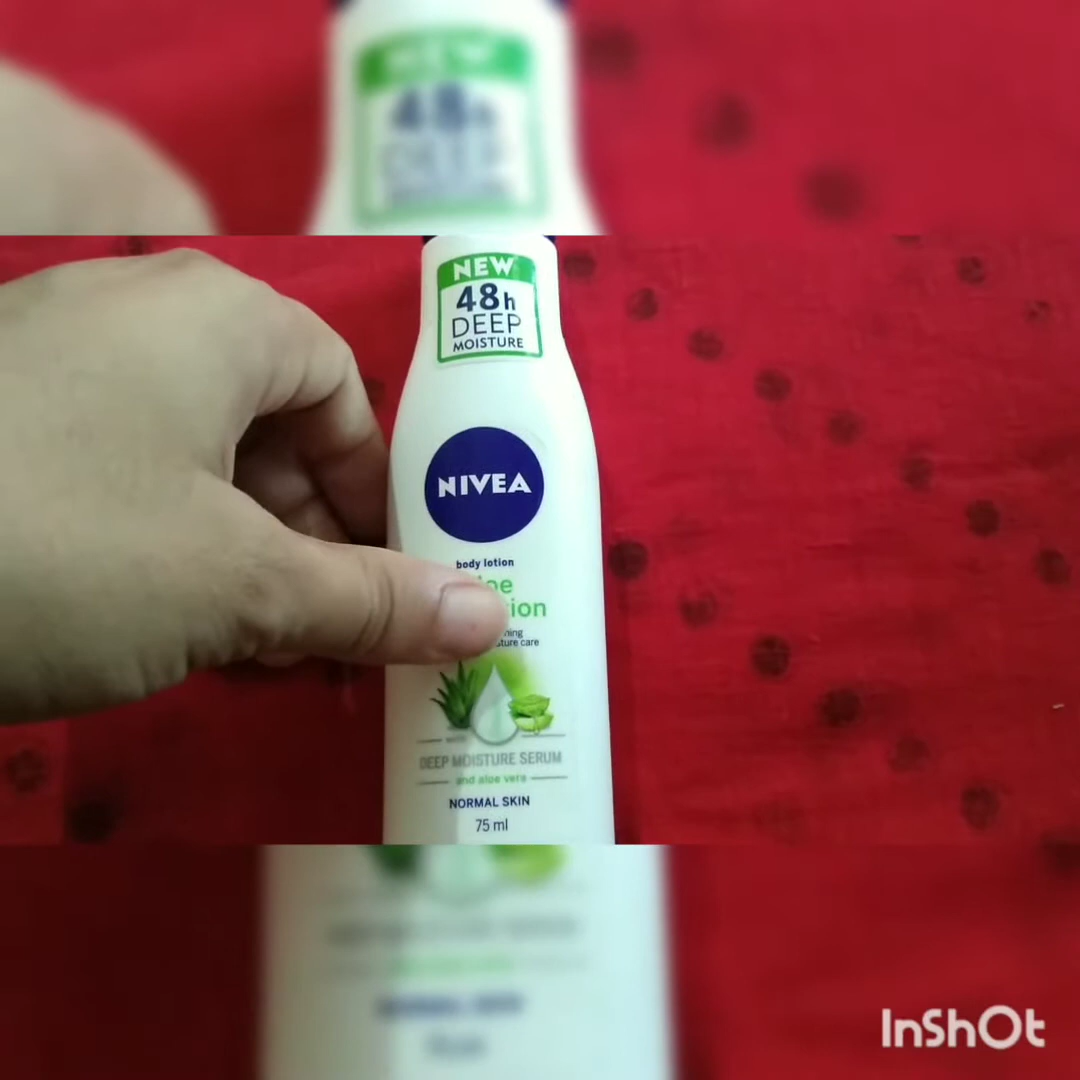 NEW
48h
DEEP
MOISTURE
NIVEA
body lotion
DEEP MOISTURE SERUM
and aloe vera
NORMAL SKIN
75 ml
InShOt